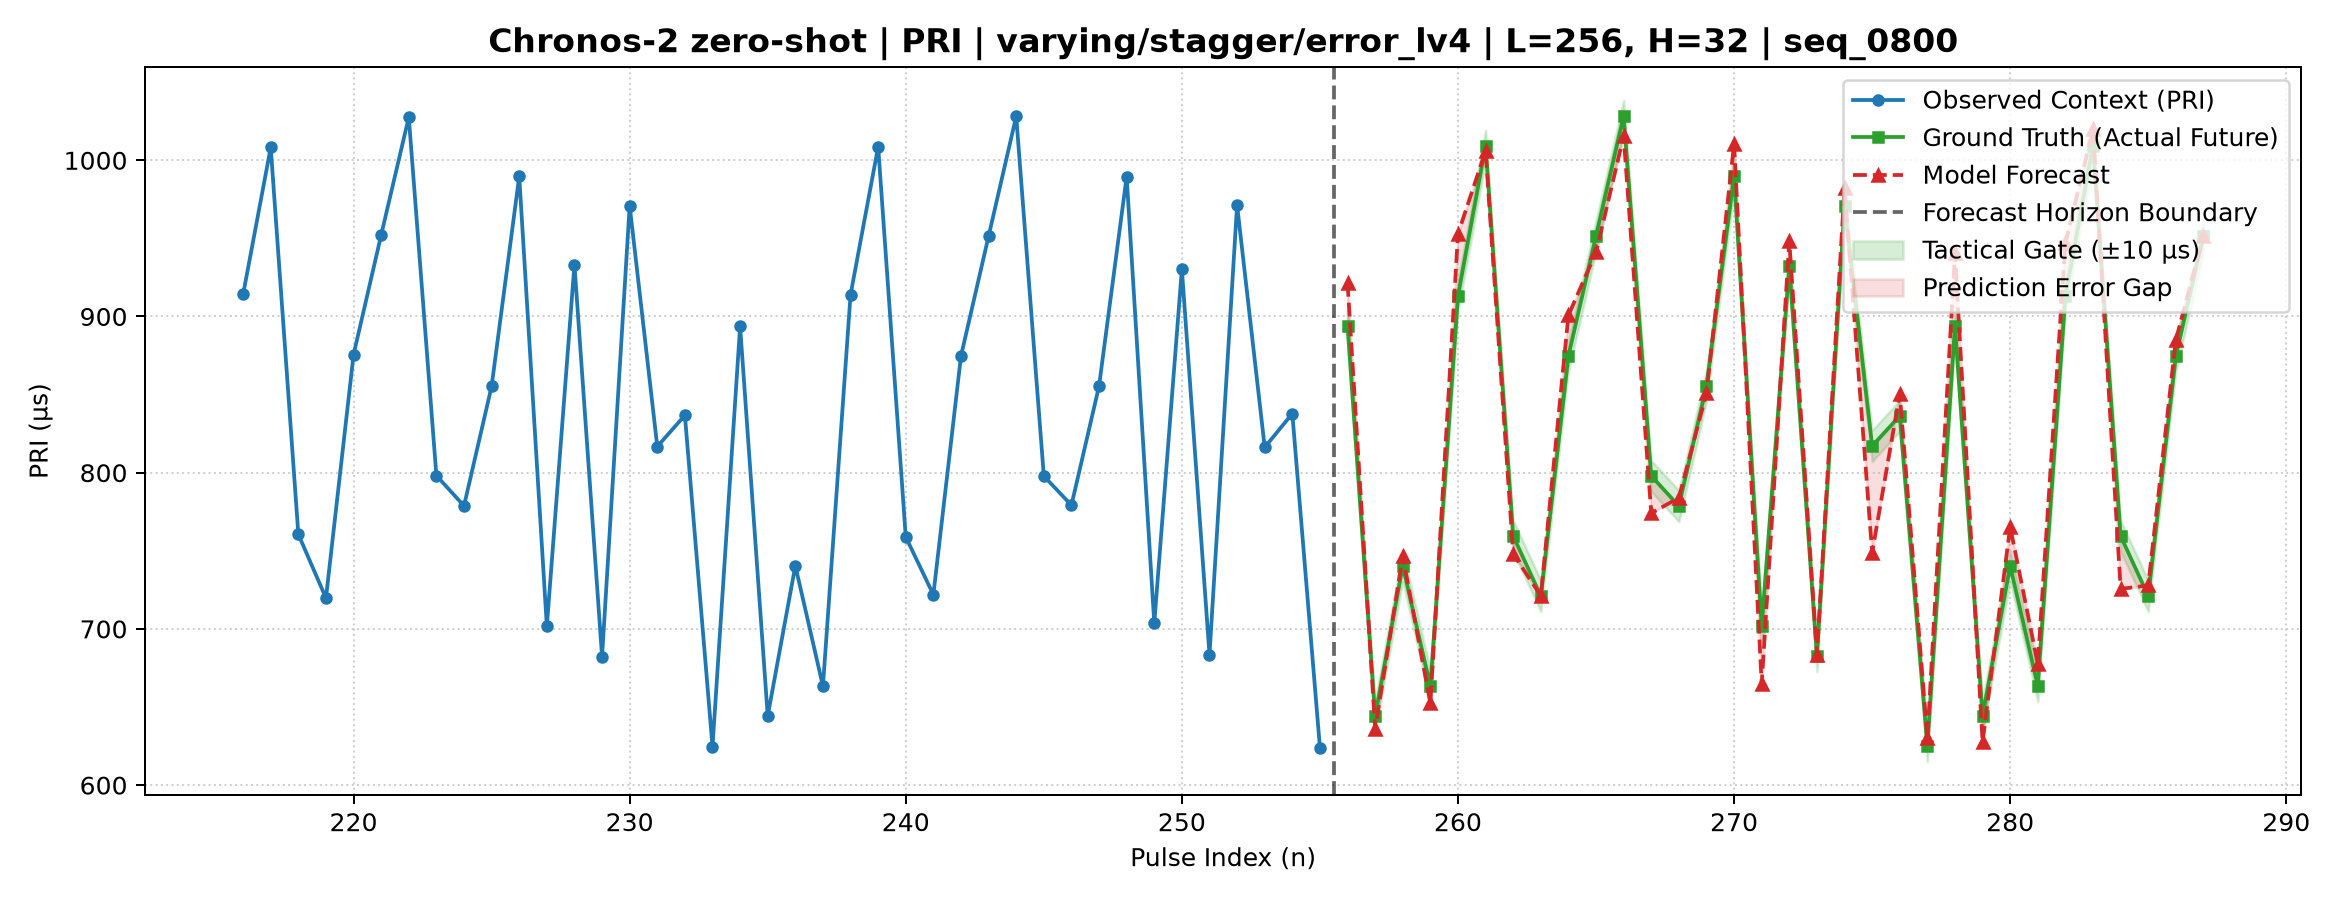 Chronos-2 zero-shot | PRI | varying/stagger/error_lv4 | L=256, H=32 | seq_0800
PRI (µs)
1000
900
800
700
600
Observed Context (PRI)
Ground Truth (Actual Future)
Model Forecast
Forecast Horizon Boundary
Tactical Gate (±10 µs)
Prediction Error Gap
220 230 240 250 260 270 280 290
Pulse Index (n)